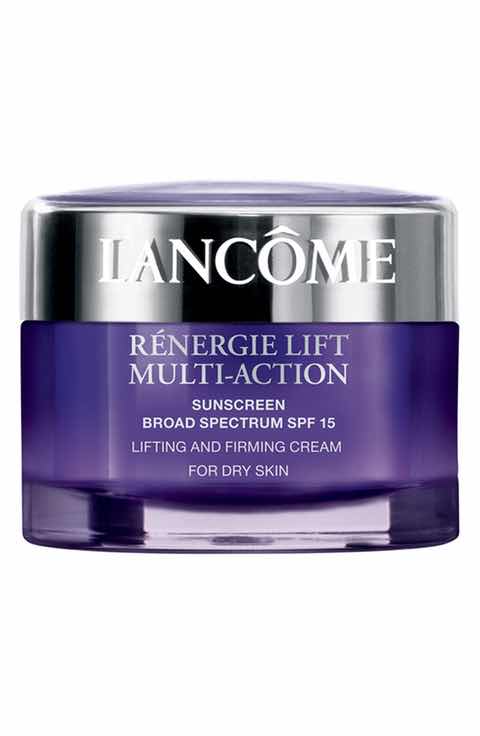 LANCÔME
RÉNERGIE LIFT
MULTI-ACTION
SUNSCREEN
BROAD SPECTRUM SPF 15
LIFTING AND FIRMING CREAM
FOR DRY SKIN